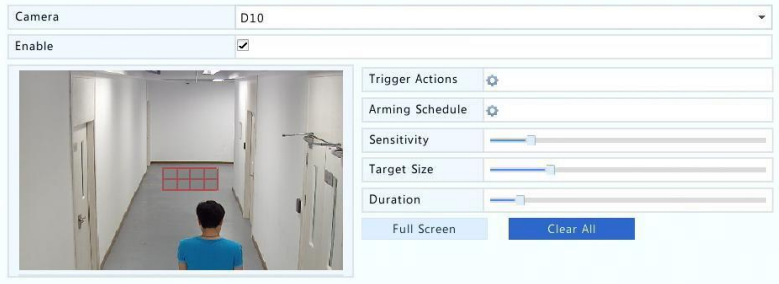 Camera D10
Enable
Trigger Actions
Arming Schedule
Sensitivity
Target Size
Duration
Full Screen Clear All